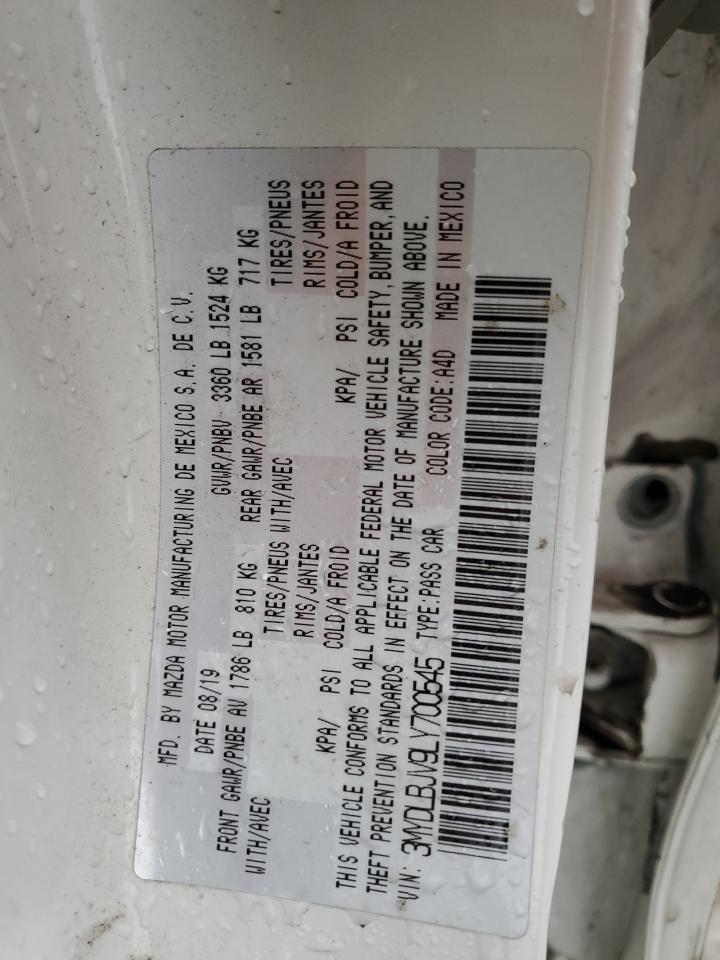 MFD. BY MAZDA MOTOR MANUFACTURING DE MEXICO S.A. DE C.V.
DATE 08/19 GVWR/PNBV 3360 LB 1524 KG
FRONT GAWR/PNBE AV 1786 LB 810 KG REAR GAWR/PNBE AR 1581 LB 717 KG
WITH/AVEC TIRES/PNEUS WITH/AVEC TIRES/PNEUS
RIMS/JANTES RIMS/JANTES
KPA/ PSI COLD/A FROID KPA/ PSI COLD/A FROID
THIS VEHICLE CONFORMS TO ALL APPLICABLE FEDERAL MOTOR VEHICLE SAFETY, BUMPER, AND
THEFT PREVENTION STANDARDS IN EFFECT ON THE DATE OF MANUFACTURE SHOWN ABOVE.
VIN: 3MYDLBJV9LY700545 TYPE:PASS CAR COLOR CODE:A4D MADE IN MEXICO